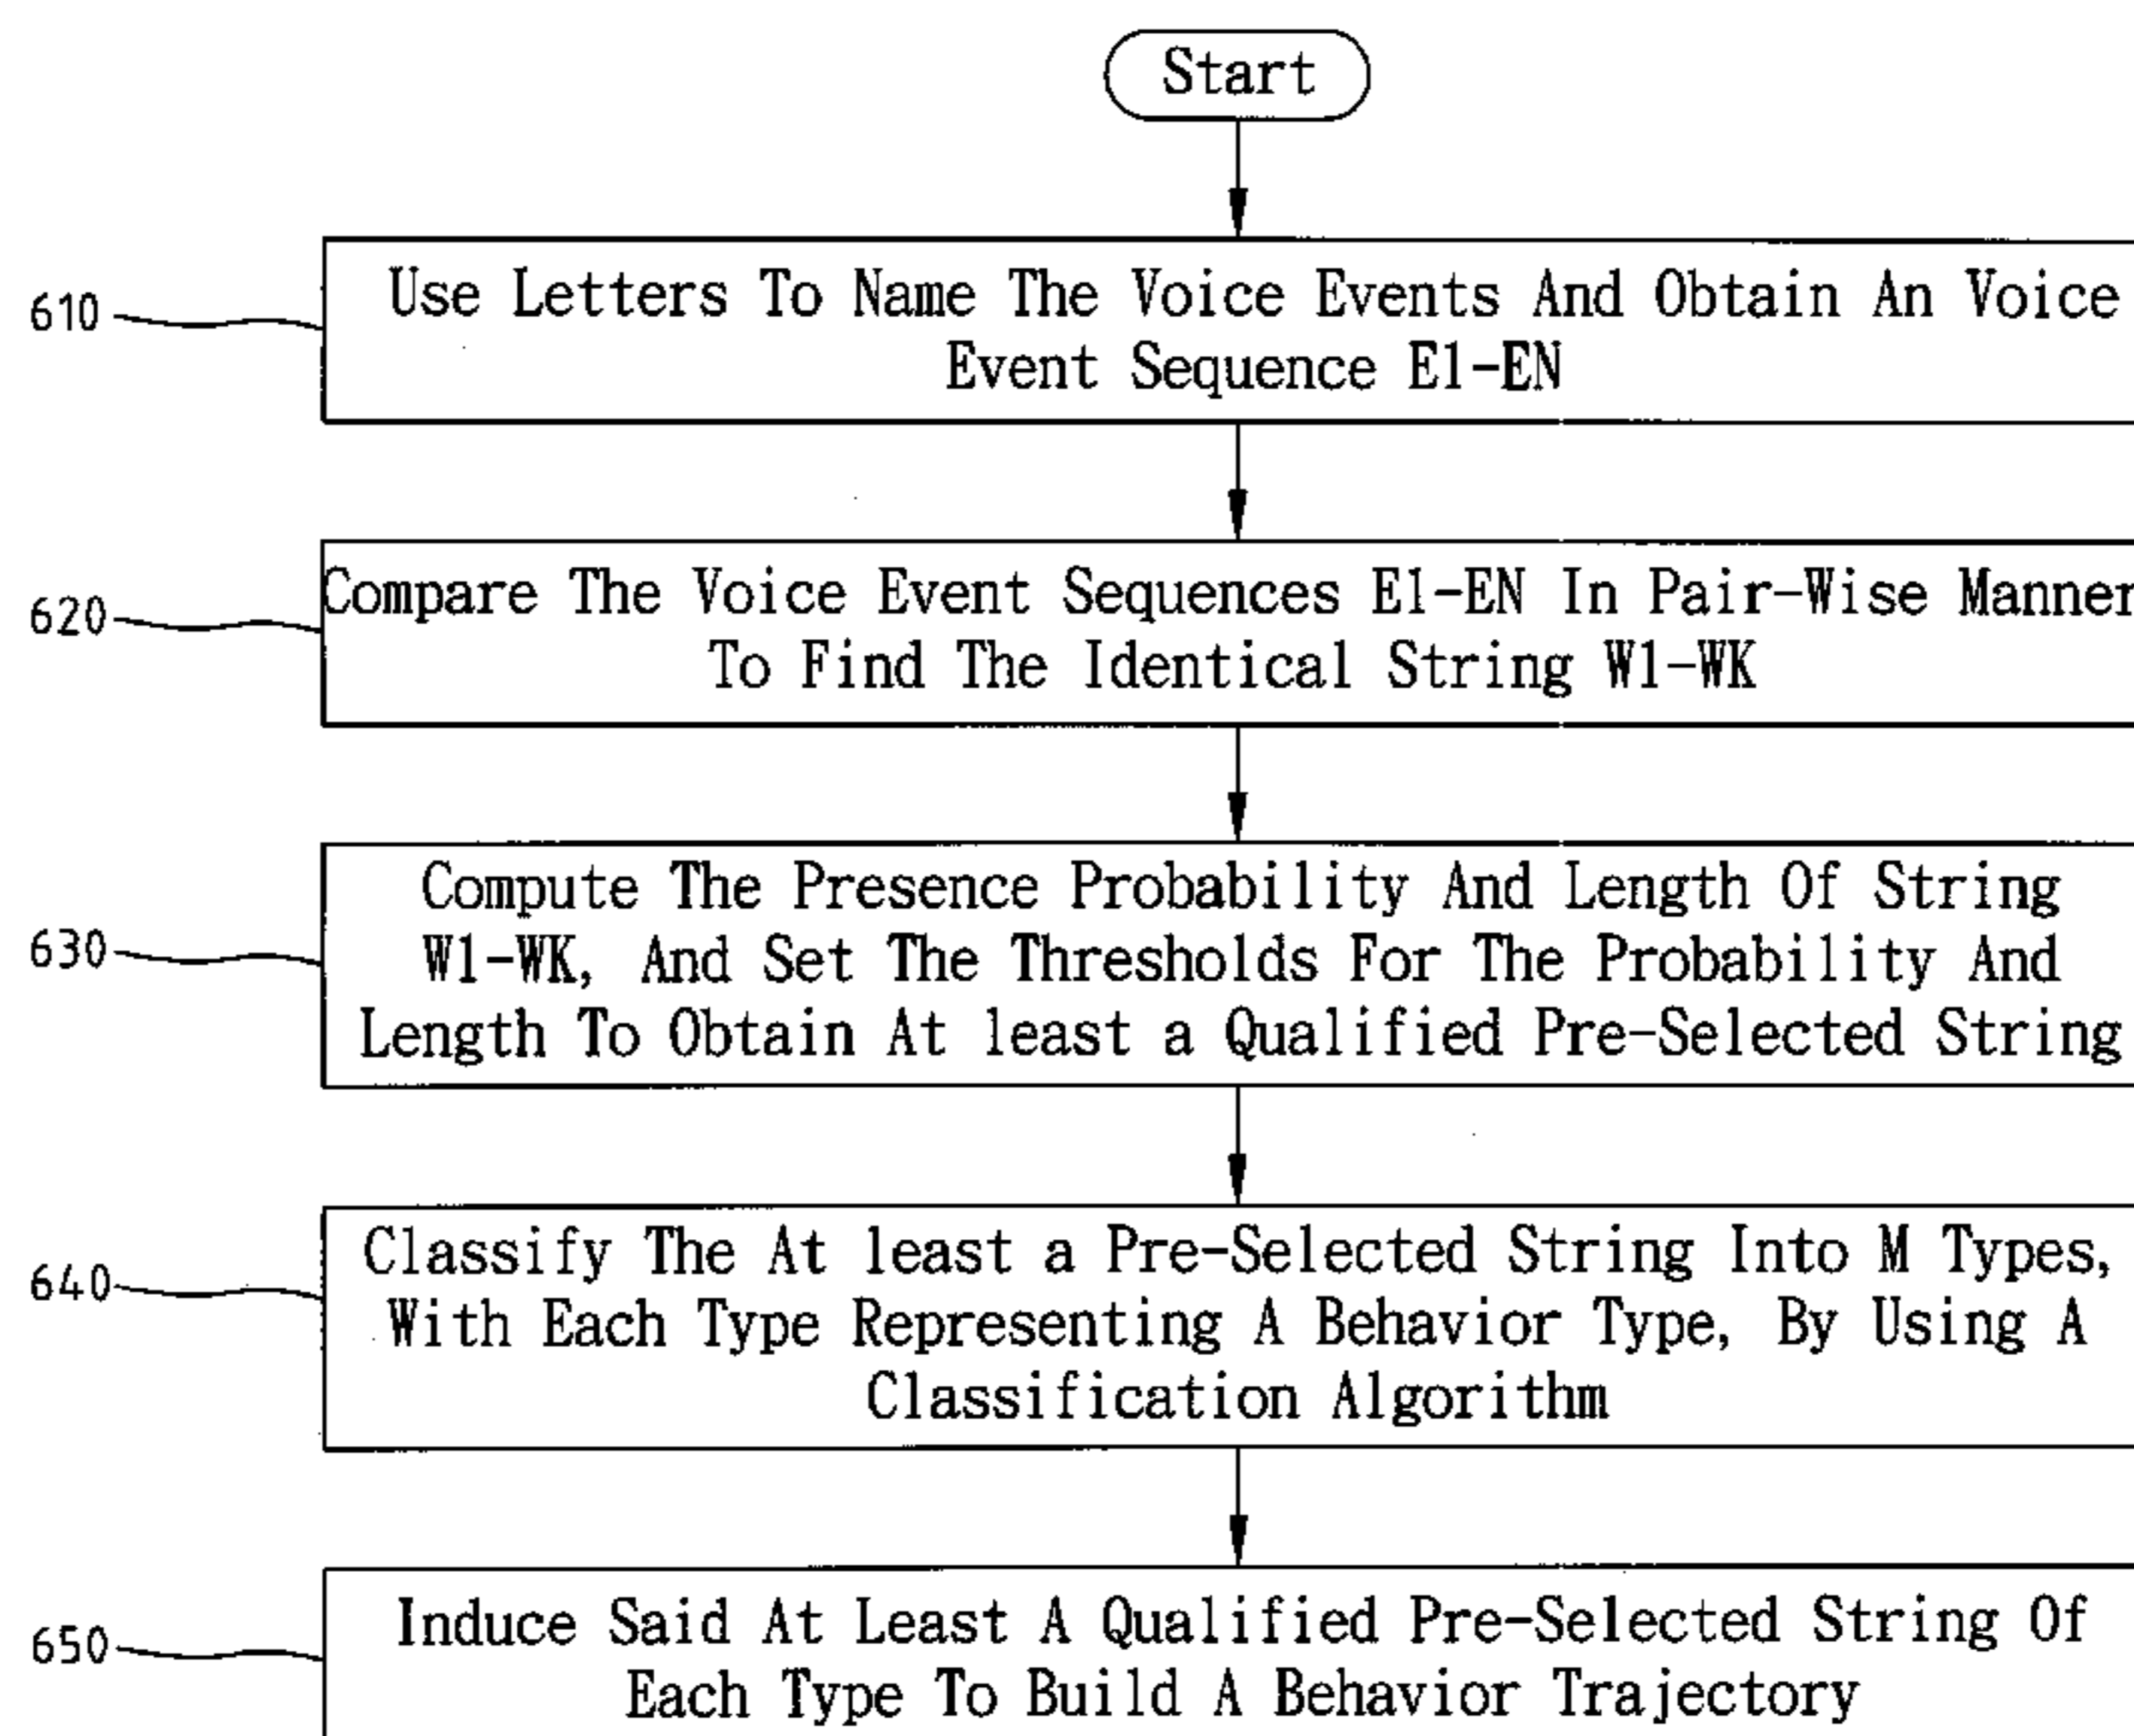 Start
610
Use Letters To Name The Voice Events And Obtain An Voice
Event Sequence E1-EN
620
Compare The Voice Event Sequences E1-EN In Pair-Wise Manner
To Find The Identical String W1-WK
630
Compute The Presence Probability And Length Of String
W1-WK, And Set The Thresholds For The Probability And
Length To Obtain At least a Qualified Pre-Selected String
640
Classify The At least a Pre-Selected String Into M Types,
With Each Type Representing A Behavior Type, By Using A
Classification Algorithm
650
Induce Said At Least A Qualified Pre-Selected String Of
Each Type To Build A Behavior Trajectory